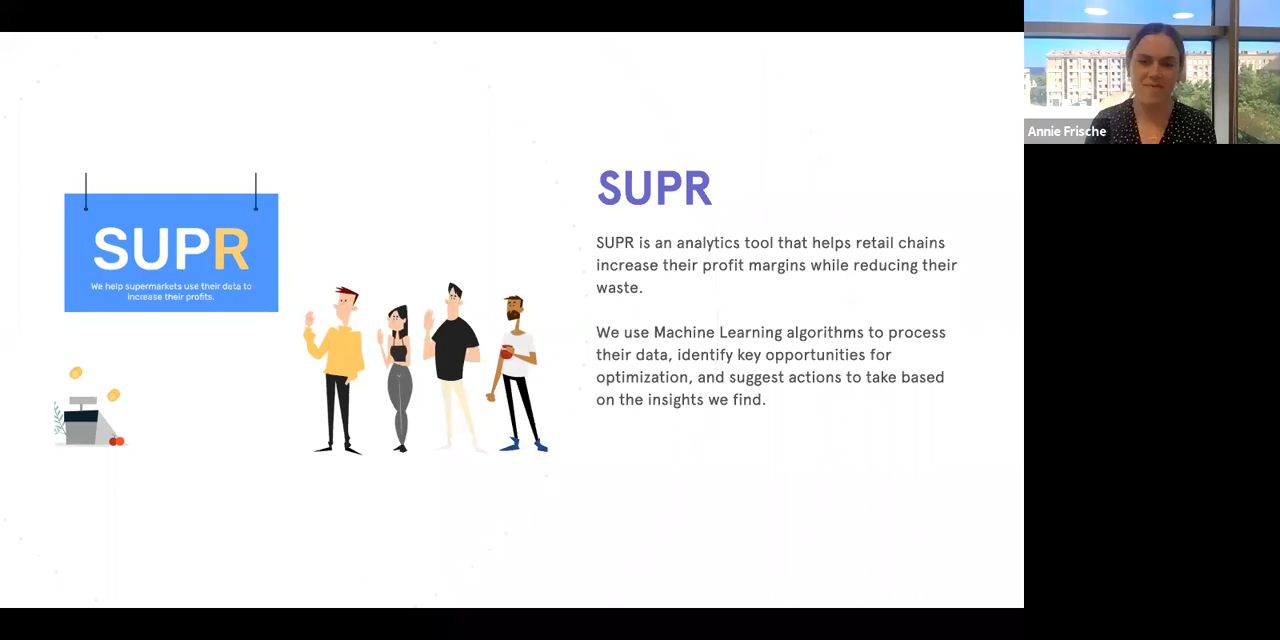 SUPR
We help supermarkets use their data to
increase their profits.
SUPR
SUPR is an analytics tool that helps retail chains
increase their profit margins while reducing their
waste.
We use Machine Learning algorithms to process
their data, identify key opportunities for
optimization, and suggest actions to take based
on the insights we find.
Annie Frische